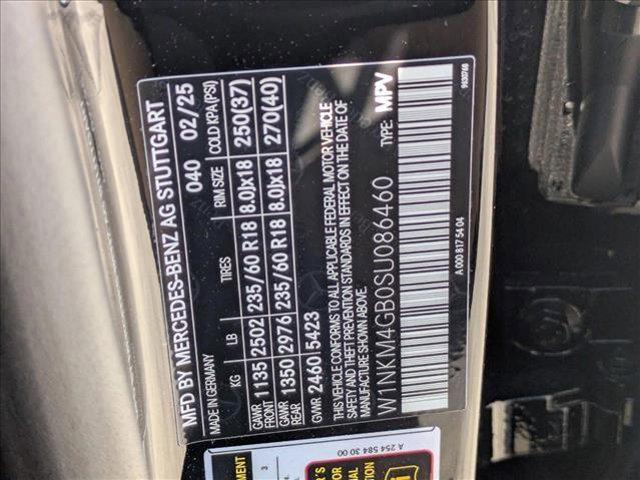 MFD BY MERCEDES-BENZ AG STUTTGART
MADE IN GERMANY 040 02/25
KG LB TIRES RIM SIZE COLD KPA(PSI)
GAWR FRONT 1135 2502 235/60 R18 8.0Jx18 250(37)
GAWR REAR 1350 2976 235/60 R18 8.0Jx18 270(40)
GVWR 2460 5423
THIS VEHICLE CONFORMS TO ALL APPLICABLE FEDERAL MOTOR VEHICLE
SAFETY AND THEFT PREVENTION STANDARDS IN EFFECT ON THE DATE OF
MANUFACTURE SHOWN ABOVE.
W1NKM4GB0SU086460 TYPE: MPV
A 000 817 54 04
9630766
A 254 584 30 00
3